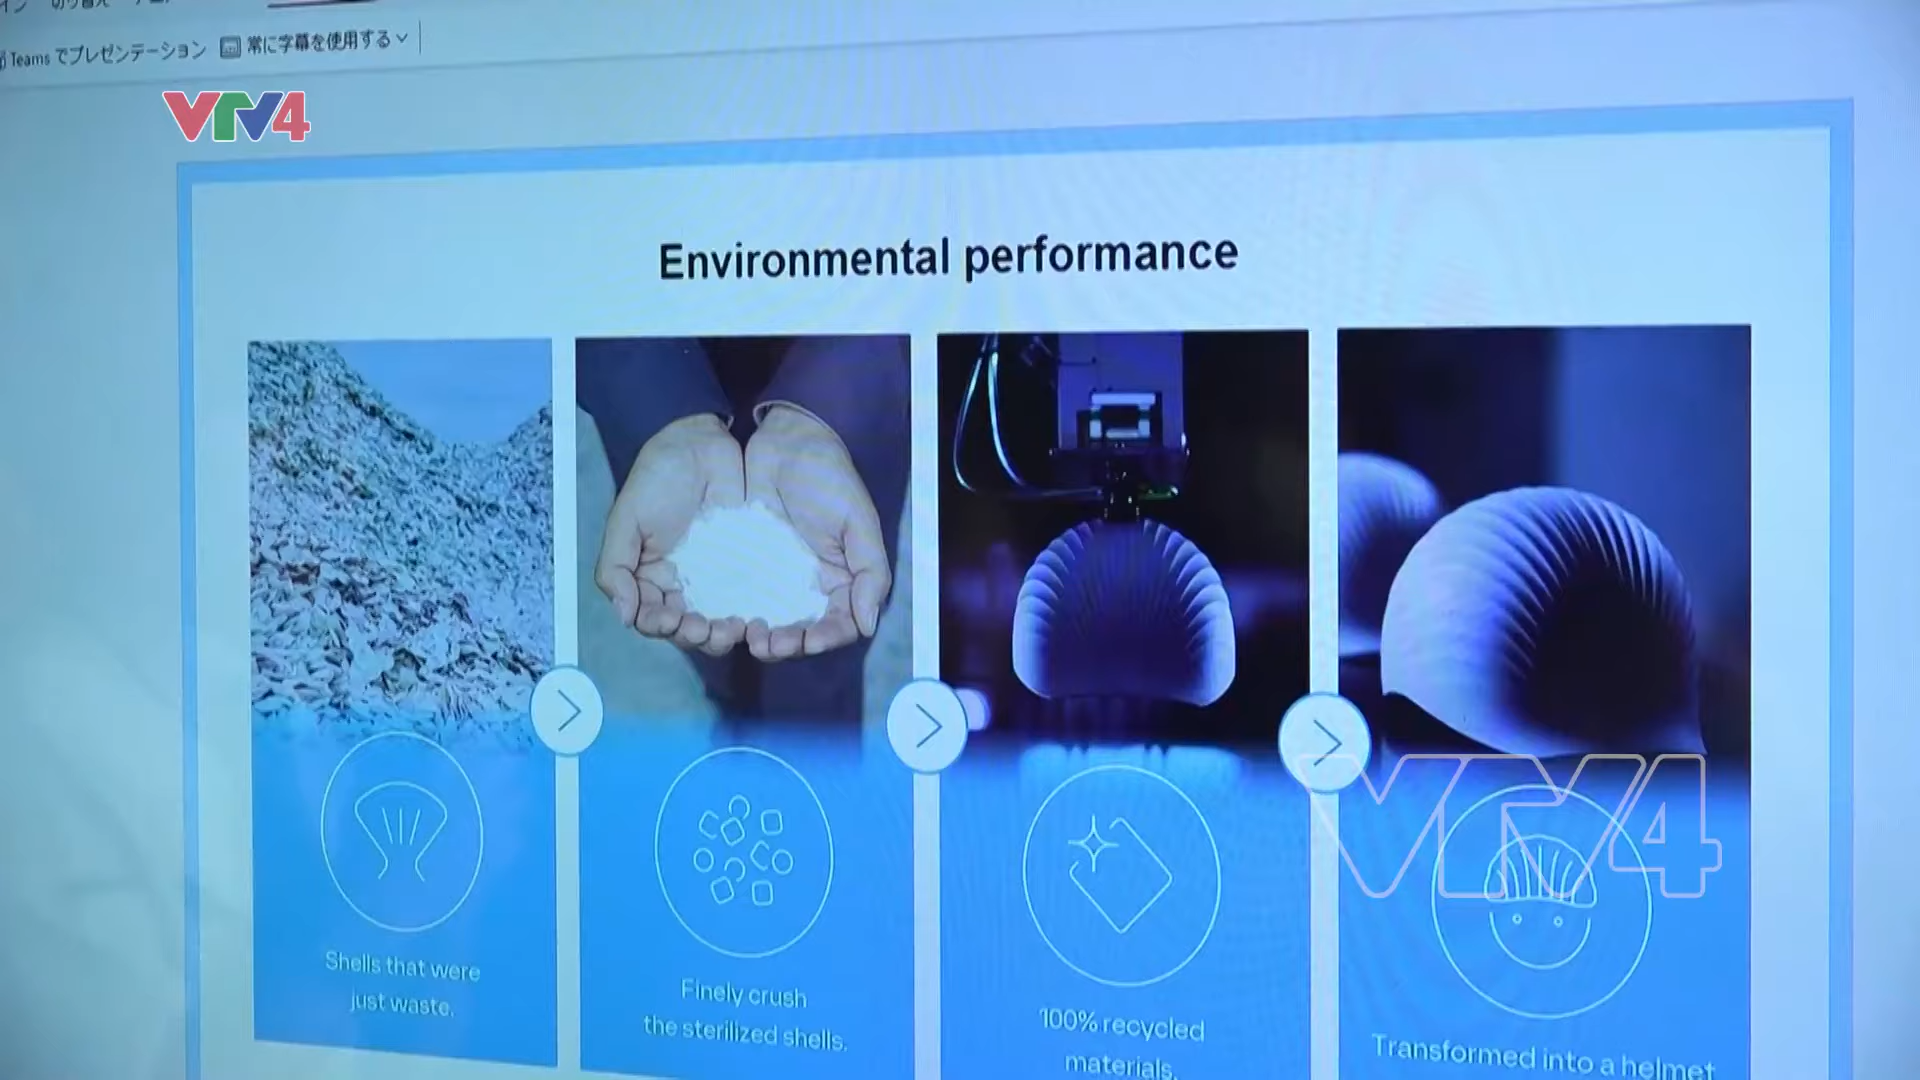 Teams でプレゼンテーション 常に字幕を使用する
VTV4
Environmental performance
Shells that were
just waste.
Finely crush
the sterilized shells.
100% recycled
materials.
Transformed into a helmet
VTV4